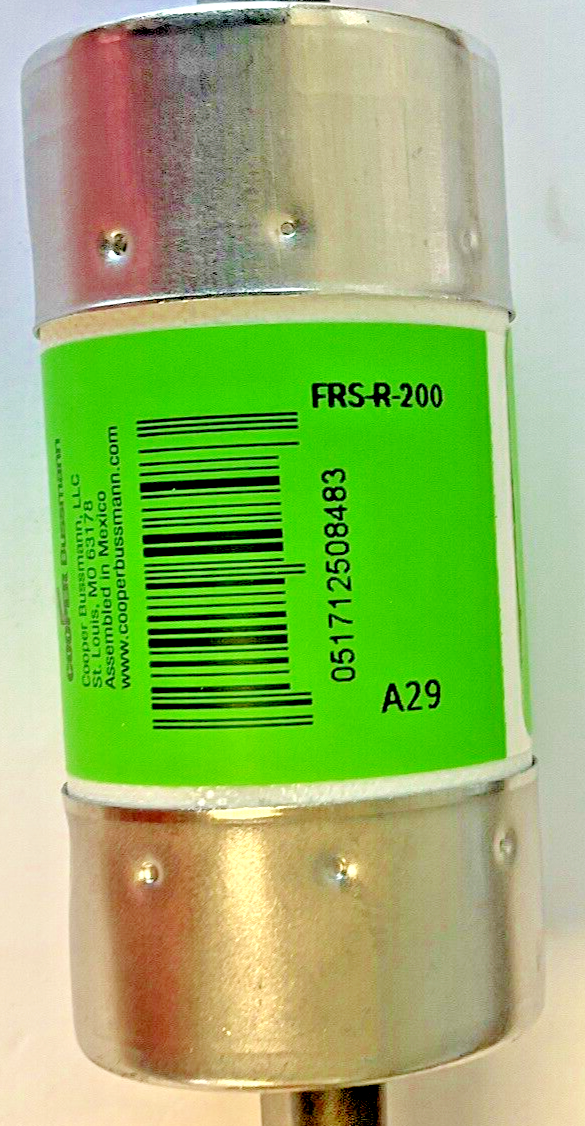 FRS-R-200
COOPER Bussmann
Cooper Bussmann, LLC
St. Louis, MO 63178
Assembled in Mexico
www.cooperbussmann.com
051712508483
A29